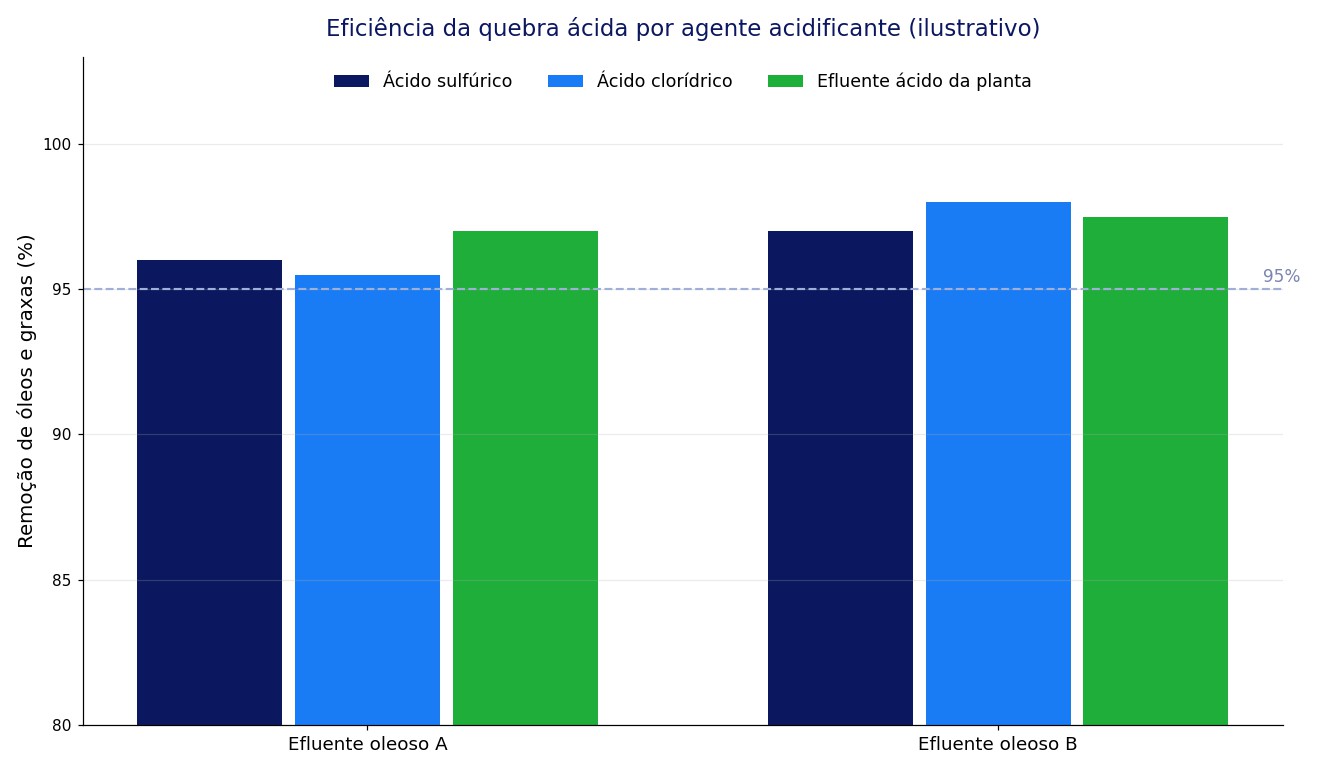 Eficiência da quebra ácida por agente acidificante (ilustrativo)
Ácido sulfúrico
Ácido clorídrico
Efluente ácido da planta
Remoção de óleos e graxas (%)
100
95
90
85
80
95%
Efluente oleoso A
Efluente oleoso B